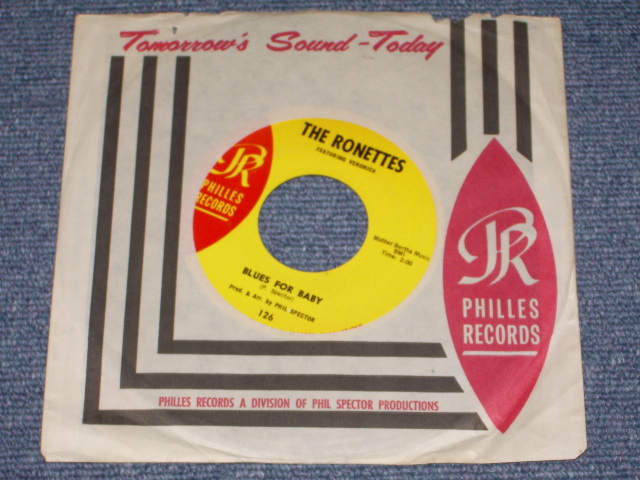 Tomorrow's Sound-Today
THE RONETTES
FEATURING VERONICA
PR
PHILLES
RECORDS
Mother Bertha Music
BMI
Time: 2:00
BLUES FOR BABY
(P. Spector)
Prod. & Arr. by PHIL SPECTOR
126
PR
PHILLES
RECORDS
PHILLES RECORDS A DIVISION OF PHIL SPECTOR PRODUCTIONS